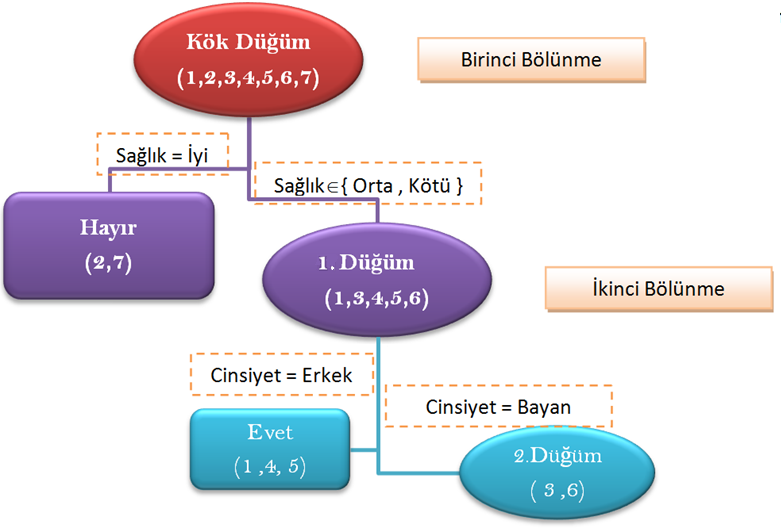 Kök Düğüm
(1,2,3,4,5,6,7)
Birinci Bölünme
Sağlık = İyi
Sağlık∈{ Orta , Kötü }
Hayır
(2,7)
1. Düğüm
(1,3,4,5,6)
İkinci Bölünme
Cinsiyet = Erkek
Cinsiyet = Bayan
Evet
(1 ,4, 5)
2.Düğüm
( 3 ,6)